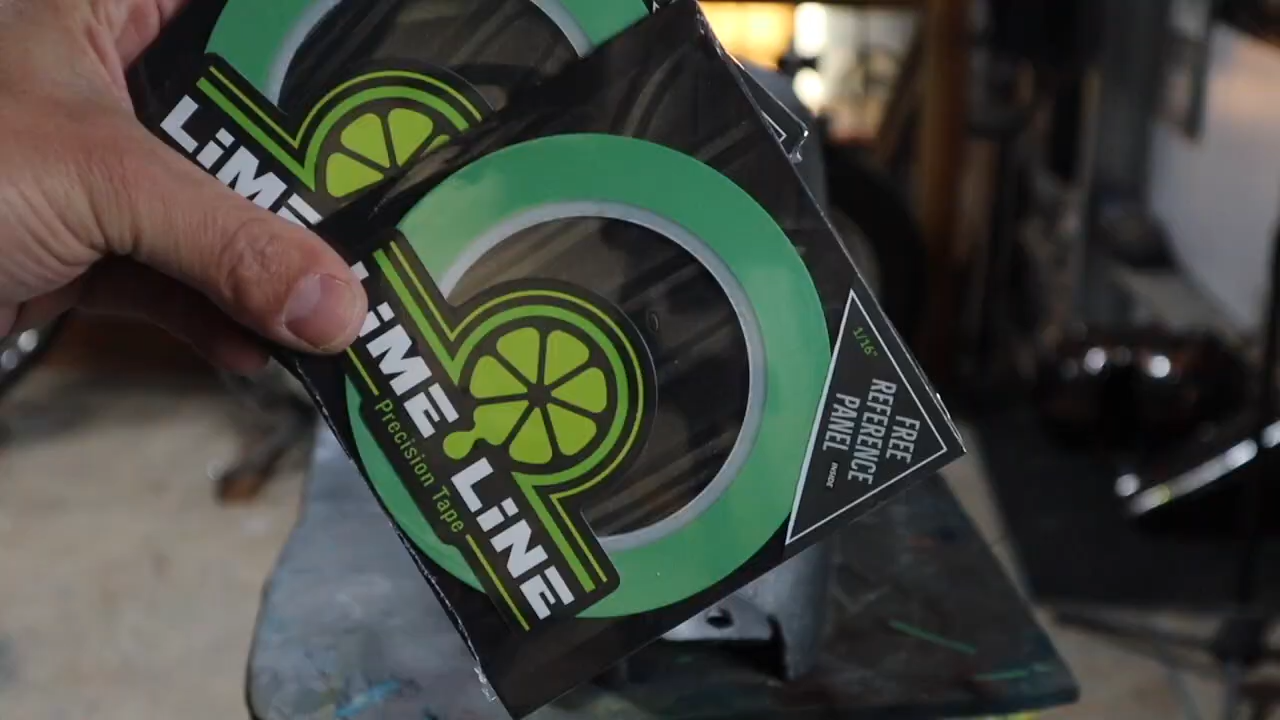 LiME
LiME LiNE
Precision Tape
1/16"
FREE
REFERENCE
PANEL
INSIDE